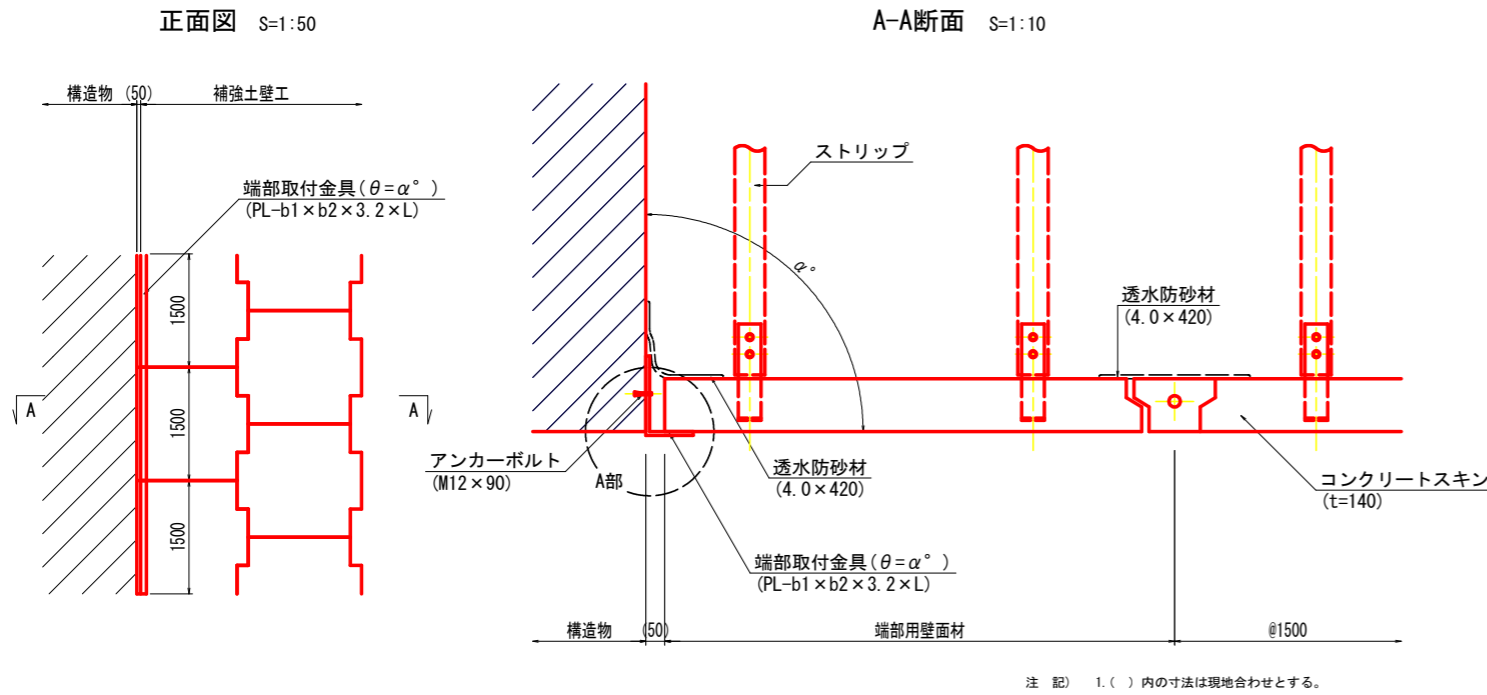 正面図 S=1:50
A-A断面 S=1:10
構造物 (50) 補強土壁工
端部取付金具(θ=α°)
(PL-b1×b2×3.2×L)
1500
1500
1500
A
A
ストリップ
α°
透水防砂材
(4.0×420)
アンカーボルト
(M12×90)
A部
透水防砂材
(4.0×420)
コンクリートスキン
(t=140)
端部取付金具(θ=α°)
(PL-b1×b2×3.2×L)
構造物 (50) 端部用壁面材 @1500
注 記) 1.( )内の寸法は現地合わせとする。